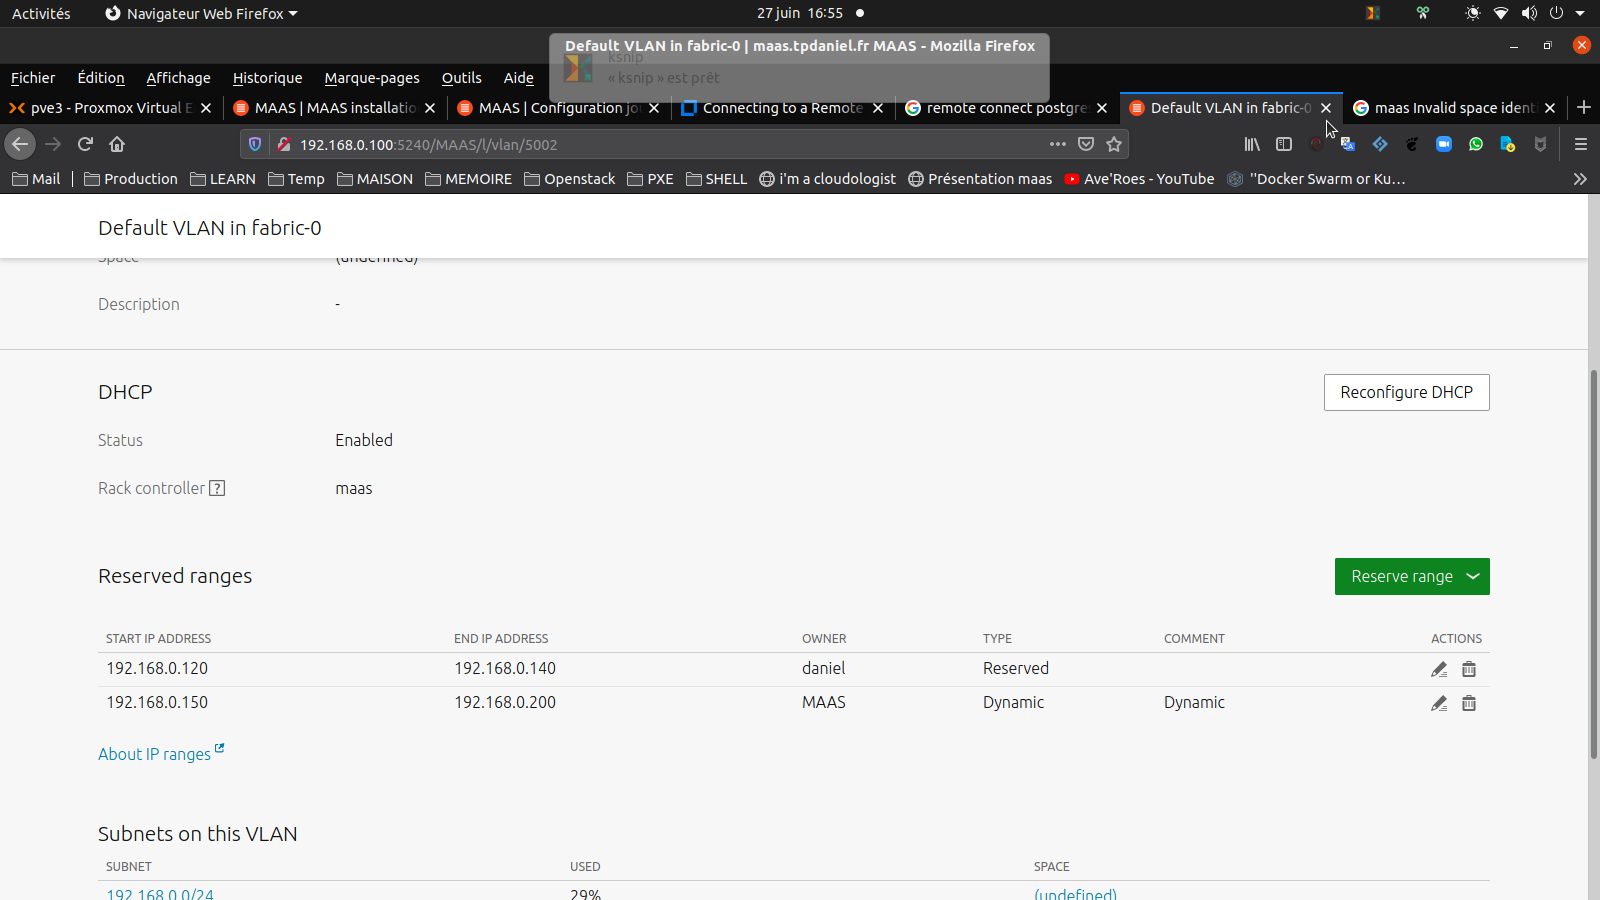 Activités
Navigateur Web Firefox
27 juin 16:55
Default VLAN in fabric-0 | maas.tpdaniel.fr MAAS - Mozilla Firefox
ksnip
« ksnip » est prêt
Fichier Édition Affichage Historique Marque-pages Outils Aide
pve3 - Proxmox Virtual E
MAAS | MAAS installatio
MAAS | Configuration jou
Connecting to a Remote
remote connect postgre
Default VLAN in fabric-0
maas Invalid space ident
192.168.0.100:5240/MAAS/l/vlan/5002
Mail Production LEARN Temp MAISON MEMOIRE Openstack PXE SHELL i'm a cloudologist Présentation maas Ave'Roes - YouTube "Docker Swarm or Ku…
Default VLAN in fabric-0
Space (undefined)
Description -
DHCP
Reconfigure DHCP
Status Enabled
Rack controller ? maas
Reserved ranges
Reserve range
START IP ADDRESS END IP ADDRESS OWNER TYPE COMMENT ACTIONS
192.168.0.120 192.168.0.140 daniel Reserved
192.168.0.150 192.168.0.200 MAAS Dynamic Dynamic
About IP ranges
Subnets on this VLAN
SUBNET USED SPACE
192.168.0.0/24 29% (undefined)